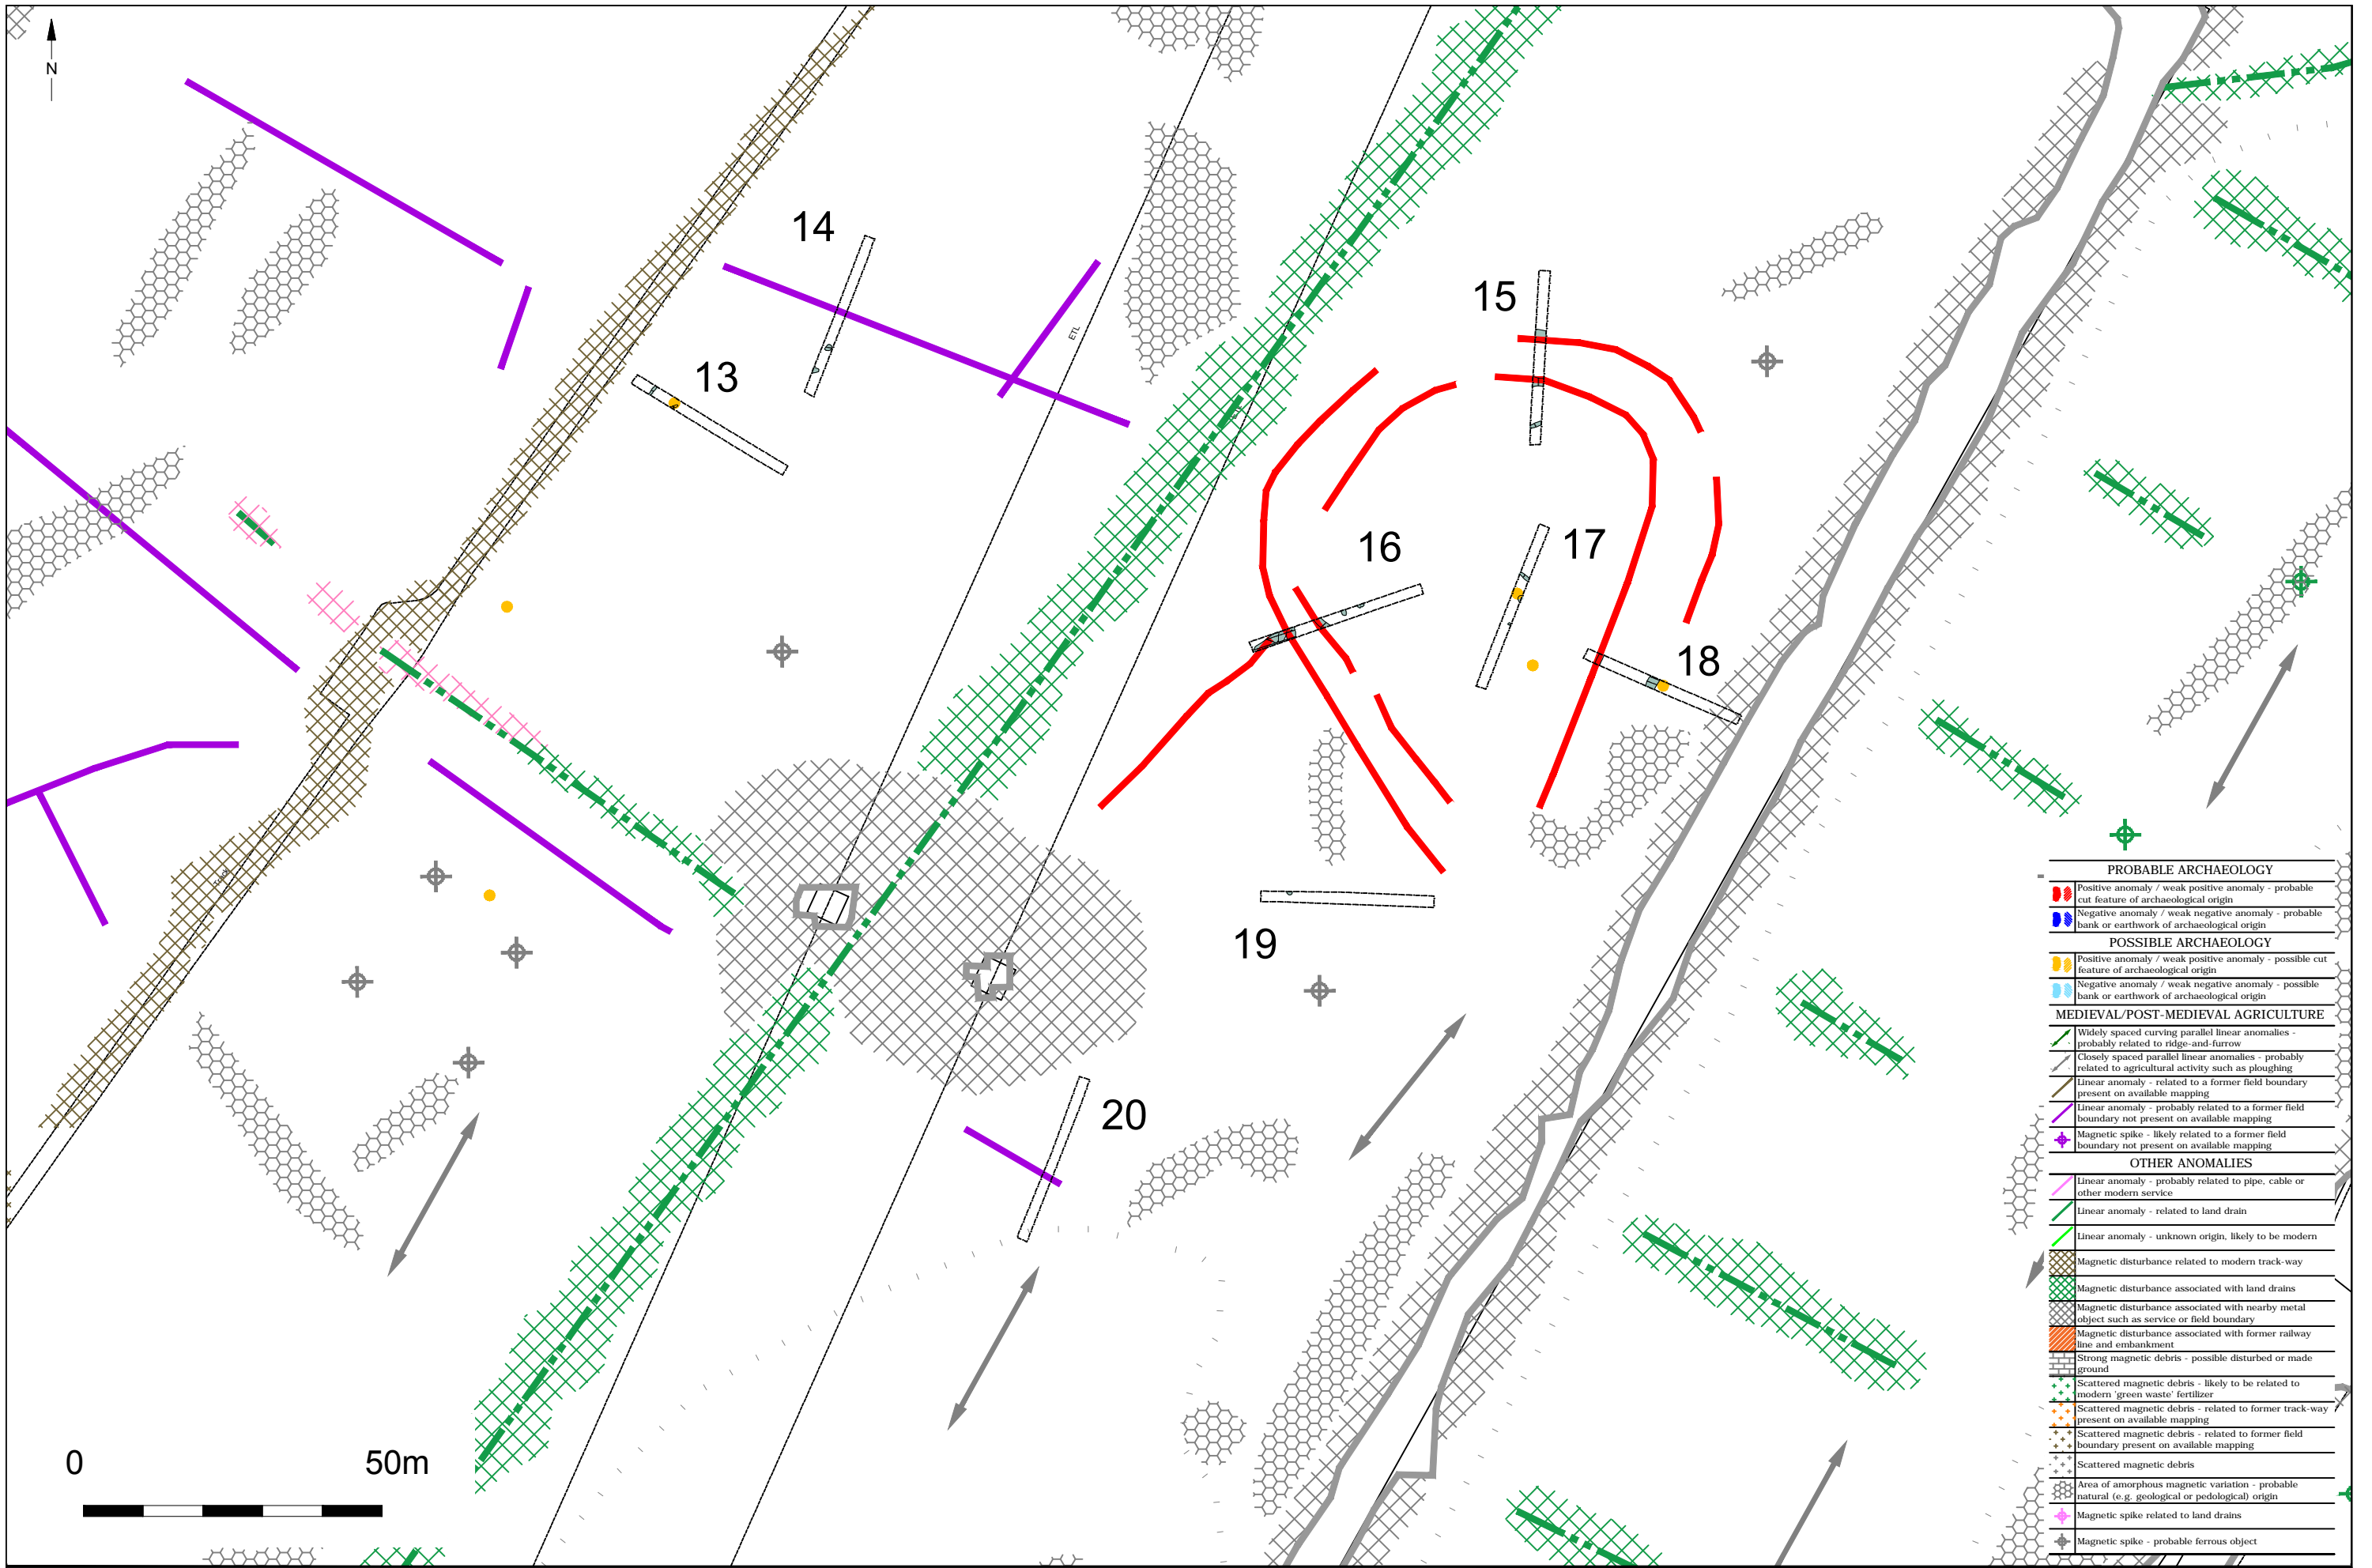 N
14
15
13
ETL
16
17
18
19
20
0
50m
PROBABLE ARCHAEOLOGY
Positive anomaly / weak positive anomaly - probable
cut feature of archaeological origin
Negative anomaly / weak negative anomaly - probable
bank or earthwork of archaeological origin
POSSIBLE ARCHAEOLOGY
Positive anomaly / weak positive anomaly - possible cut
feature of archaeological origin
Negative anomaly / weak negative anomaly - possible
bank or earthwork of archaeological origin
MEDIEVAL/POST-MEDIEVAL AGRICULTURE
Widely spaced curving parallel linear anomalies -
probably related to ridge-and-furrow
Closely spaced parallel linear anomalies - probably
related to agricultural activity such as ploughing
Linear anomaly - related to a former field boundary
present on available mapping
Linear anomaly - probably related to a former field
boundary not present on available mapping
Magnetic spike - likely related to a former field
boundary not present on available mapping
OTHER ANOMALIES
Linear anomaly - probably related to pipe, cable or
other modern service
Linear anomaly - related to land drain
Linear anomaly - unknown origin, likely to be modern
Magnetic disturbance related to modern track-way
Magnetic disturbance associated with land drains
Magnetic disturbance associated with nearby metal
object such as service or field boundary
Magnetic disturbance associated with former railway
line and embankment
Strong magnetic debris - possible disturbed or made
ground
Scattered magnetic debris - likely to be related to
modern 'green waste' fertilizer
Scattered magnetic debris - related to former track-way
present on available mapping
Scattered magnetic debris - related to former field
boundary present on available mapping
Scattered magnetic debris
Area of amorphous magnetic variation - probable
natural (e.g. geological or pedological) origin
Magnetic spike related to land drains
Magnetic spike - probable ferrous object